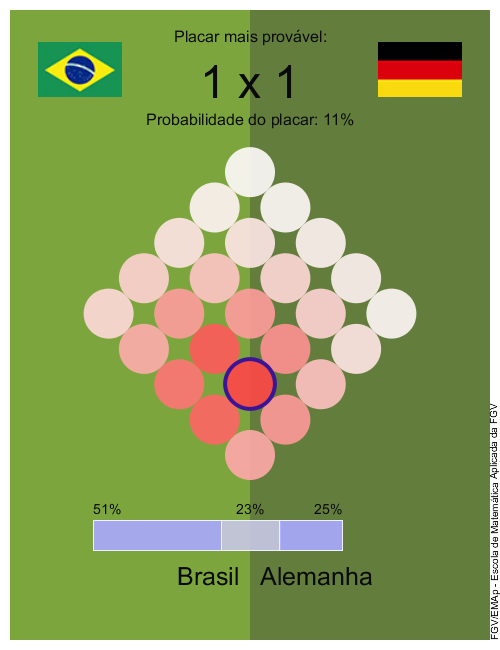 Placar mais provável:
1 x 1
Probabilidade do placar: 11%
51% 23% 25%
Brasil Alemanha
FGV/EMAp - Escola de Matemática Aplicada da FGV